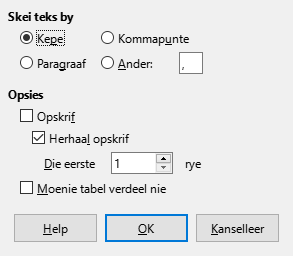 Skei teks by
Kepe Kommapunte
Paragraaf Ander: ,
Opsies
Opskrif
Herhaal opskrif
Die eerste 1 rye
Moenie tabel verdeel nie
Help OK Kanselleer